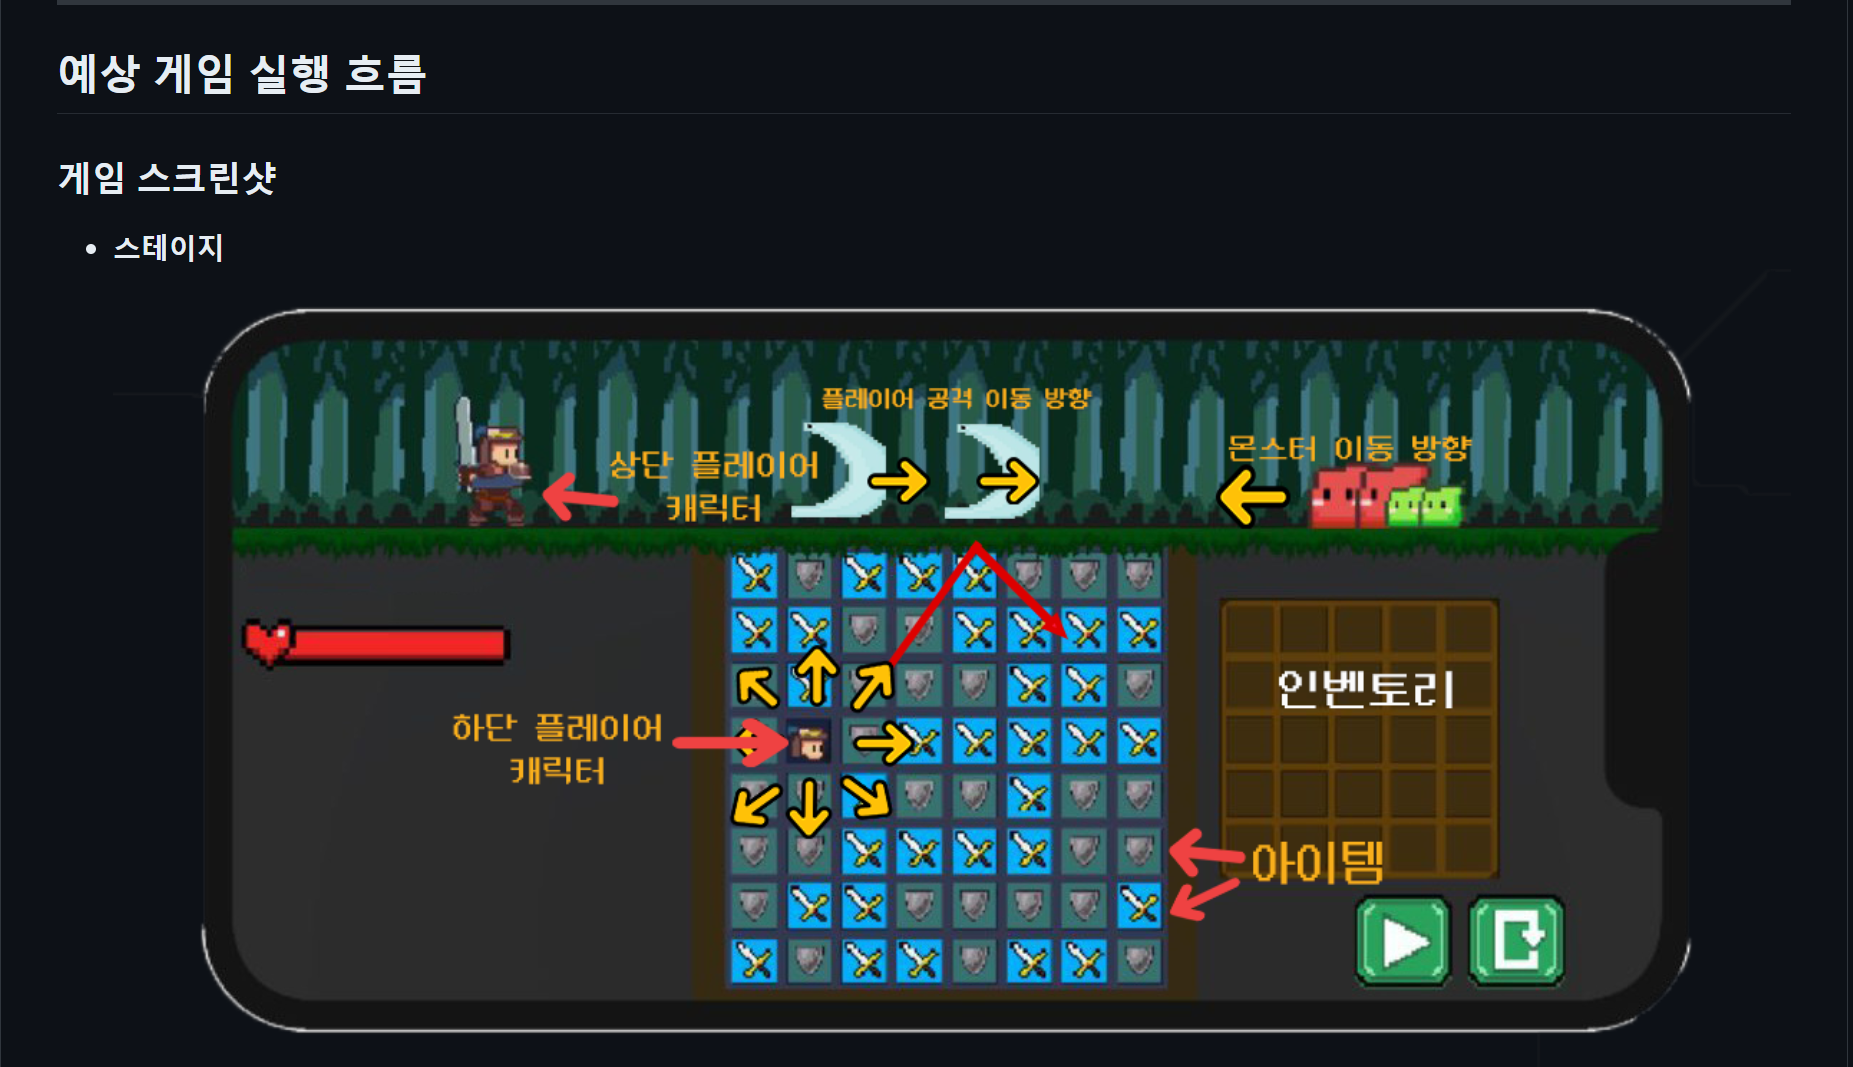 예상 게임 실행 흐름
게임 스크린샷
스테이지
플레이어 공격 이동 방향
몬스터 이동 방향
상단 플레이어
캐릭터
인벤토리
하단 플레이어
캐릭터
아이템